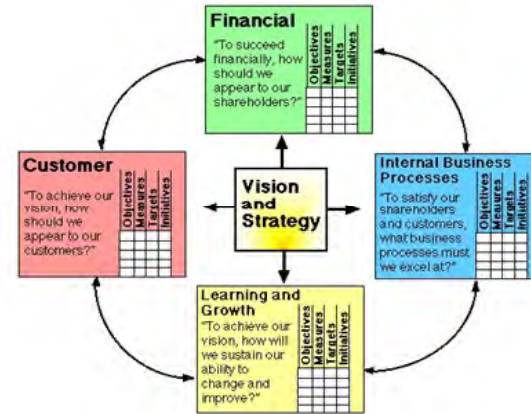 Financial
"To succeed
financially, how
should we
appear to our
shareholders?"
Objectives
Measures
Targets
Initiatives
Customer
"To achieve our
vision, how
should we
appear to our
customers?"
Objectives
Measures
Targets
Initiatives
Vision
and
Strategy
Internal Business
Processes
"To satisfy our
shareholders
and customers,
what business
processes must
we excel at?"
Objectives
Measures
Targets
Initiatives
Learning and
Growth
"To achieve our
vision, how will
we sustain our
ability to
change and
improve?"
Objectives
Measures
Targets
Initiatives